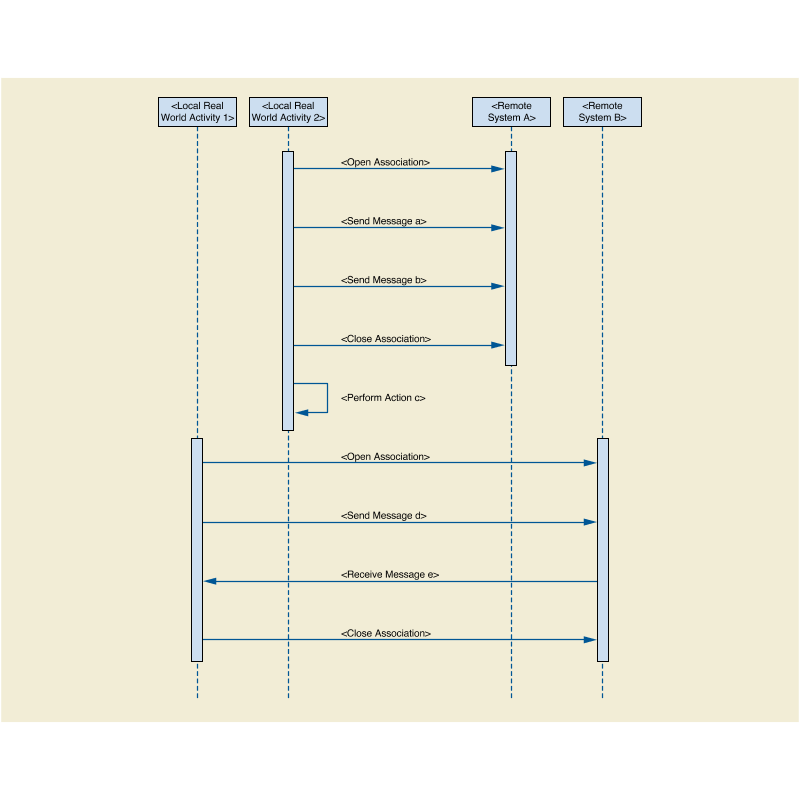 <Local Real
World Activity 1>
<Local Real
World Activity 2>
<Remote
System A>
<Remote
System B>
<Open Association>
<Send Message a>
<Send Message b>
<Close Association>
<Perform Action c>
<Open Association>
<Send Message d>
<Receive Message e>
<Close Association>